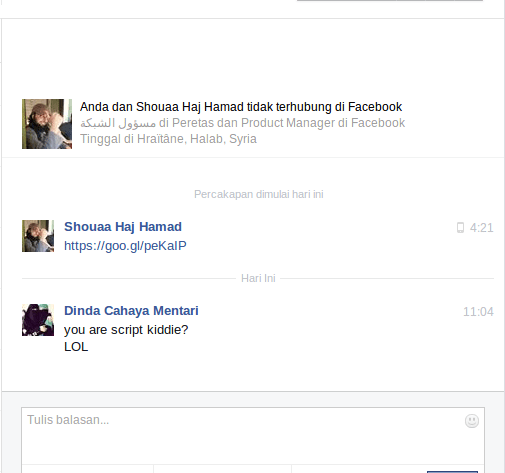 Anda dan Shouaa Haj Hamad tidak terhubung di Facebook
مسؤول الشبكة di Peretas dan Product Manager di Facebook
Tinggal di Hraïtâne, Halab, Syria
Percakapan dimulai hari ini
Shouaa Haj Hamad 4:21
https://goo.gl/peKaIP
Hari Ini
Dinda Cahaya Mentari 11:04
you are script kiddie?
LOL
Tulis balasan...